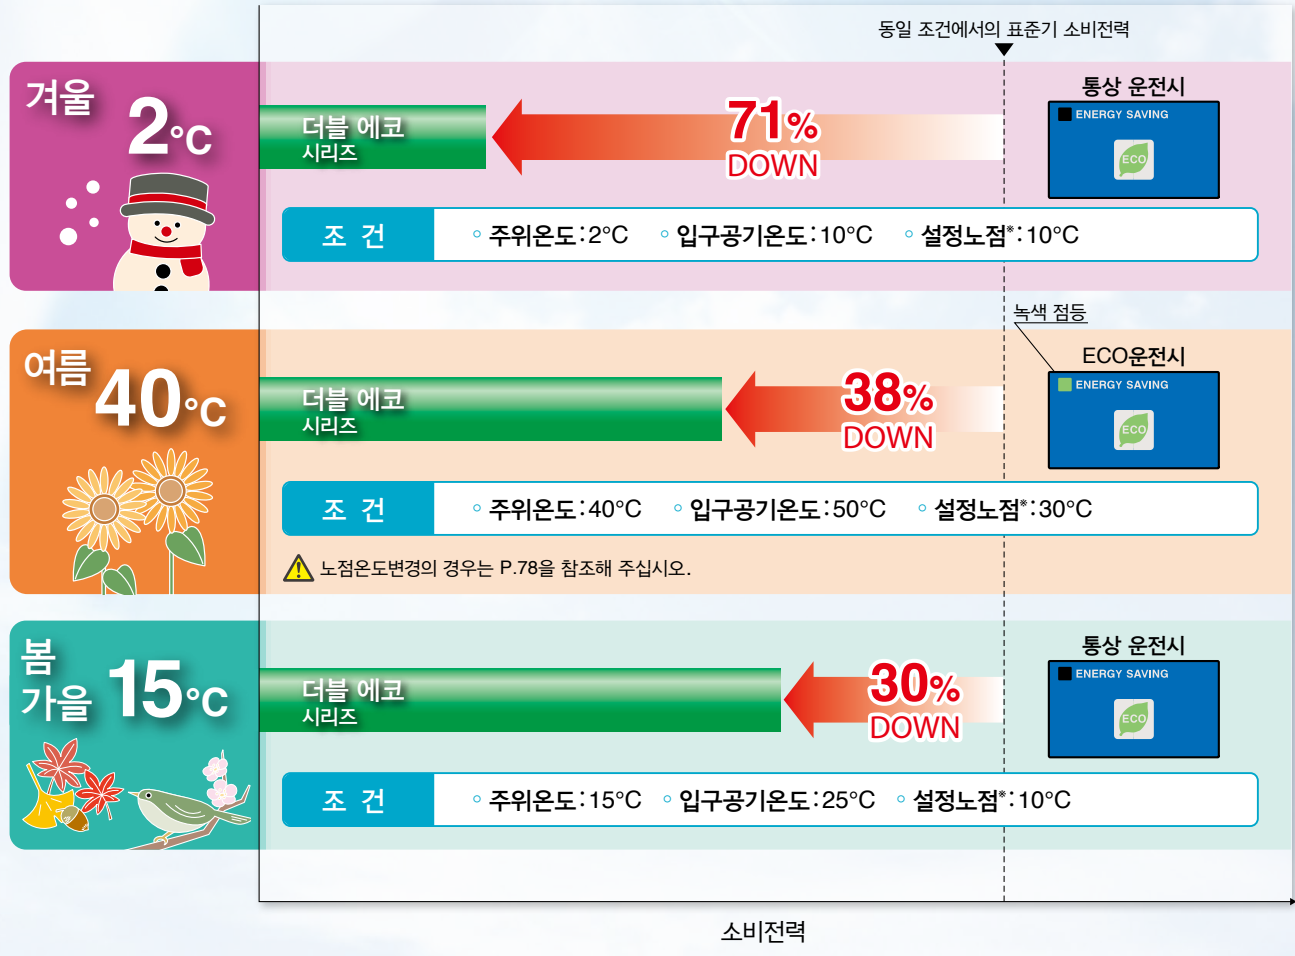 동일 조건에서의 표준기 소비전력
겨울
2°C
더블 에코
시리즈
71%
DOWN
통상 운전시
ENERGY SAVING
ECO
조 건
◦ 주위온도:2°C ◦ 입구공기온도:10°C ◦ 설정노점※:10°C
녹색 점등
여름
40°C
더블 에코
시리즈
38%
DOWN
ECO운전시
ENERGY SAVING
ECO
조 건
◦ 주위온도:40°C ◦ 입구공기온도:50°C ◦ 설정노점※:30°C
노점온도변경의 경우는 P.78을 참조해 주십시오.
봄
가을
15°C
더블 에코
시리즈
30%
DOWN
통상 운전시
ENERGY SAVING
ECO
조 건
◦ 주위온도:15°C ◦ 입구공기온도:25°C ◦ 설정노점※:10°C
소비전력